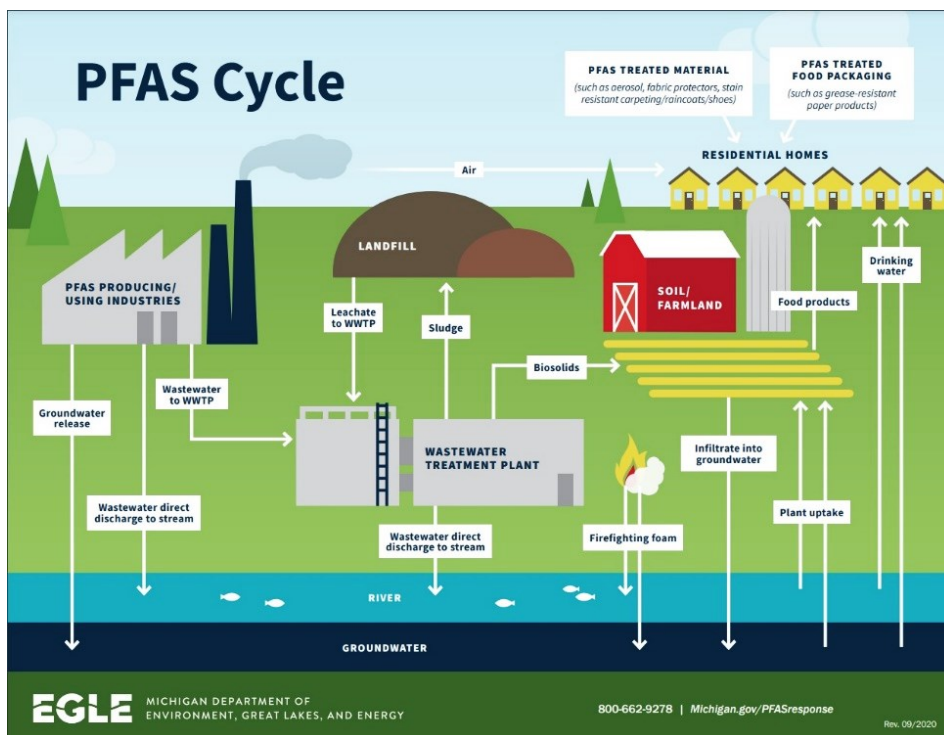 PFAS Cycle
PFAS TREATED MATERIAL
(such as aerosol, fabric protectors, stain
resistant carpeting/raincoats/shoes)
PFAS TREATED
FOOD PACKAGING
(such as grease-resistant
paper products)
RESIDENTIAL HOMES
Air
LANDFILL
PFAS PRODUCING/
USING INDUSTRIES
SOIL/
FARMLAND
Drinking
water
Food products
Leachate
to WWTP
Sludge
Biosolids
Wastewater
to WWTP
Groundwater
release
WASTEWATER
TREATMENT PLANT
Infiltrate into
groundwater
Wastewater direct
discharge to stream
Wastewater direct
discharge to stream
Firefighting foam
Plant uptake
RIVER
GROUNDWATER
EGLE
MICHIGAN DEPARTMENT OF
ENVIRONMENT, GREAT LAKES, AND ENERGY
800-662-9278 | Michigan.gov/PFASresponse
Rev. 09/2020